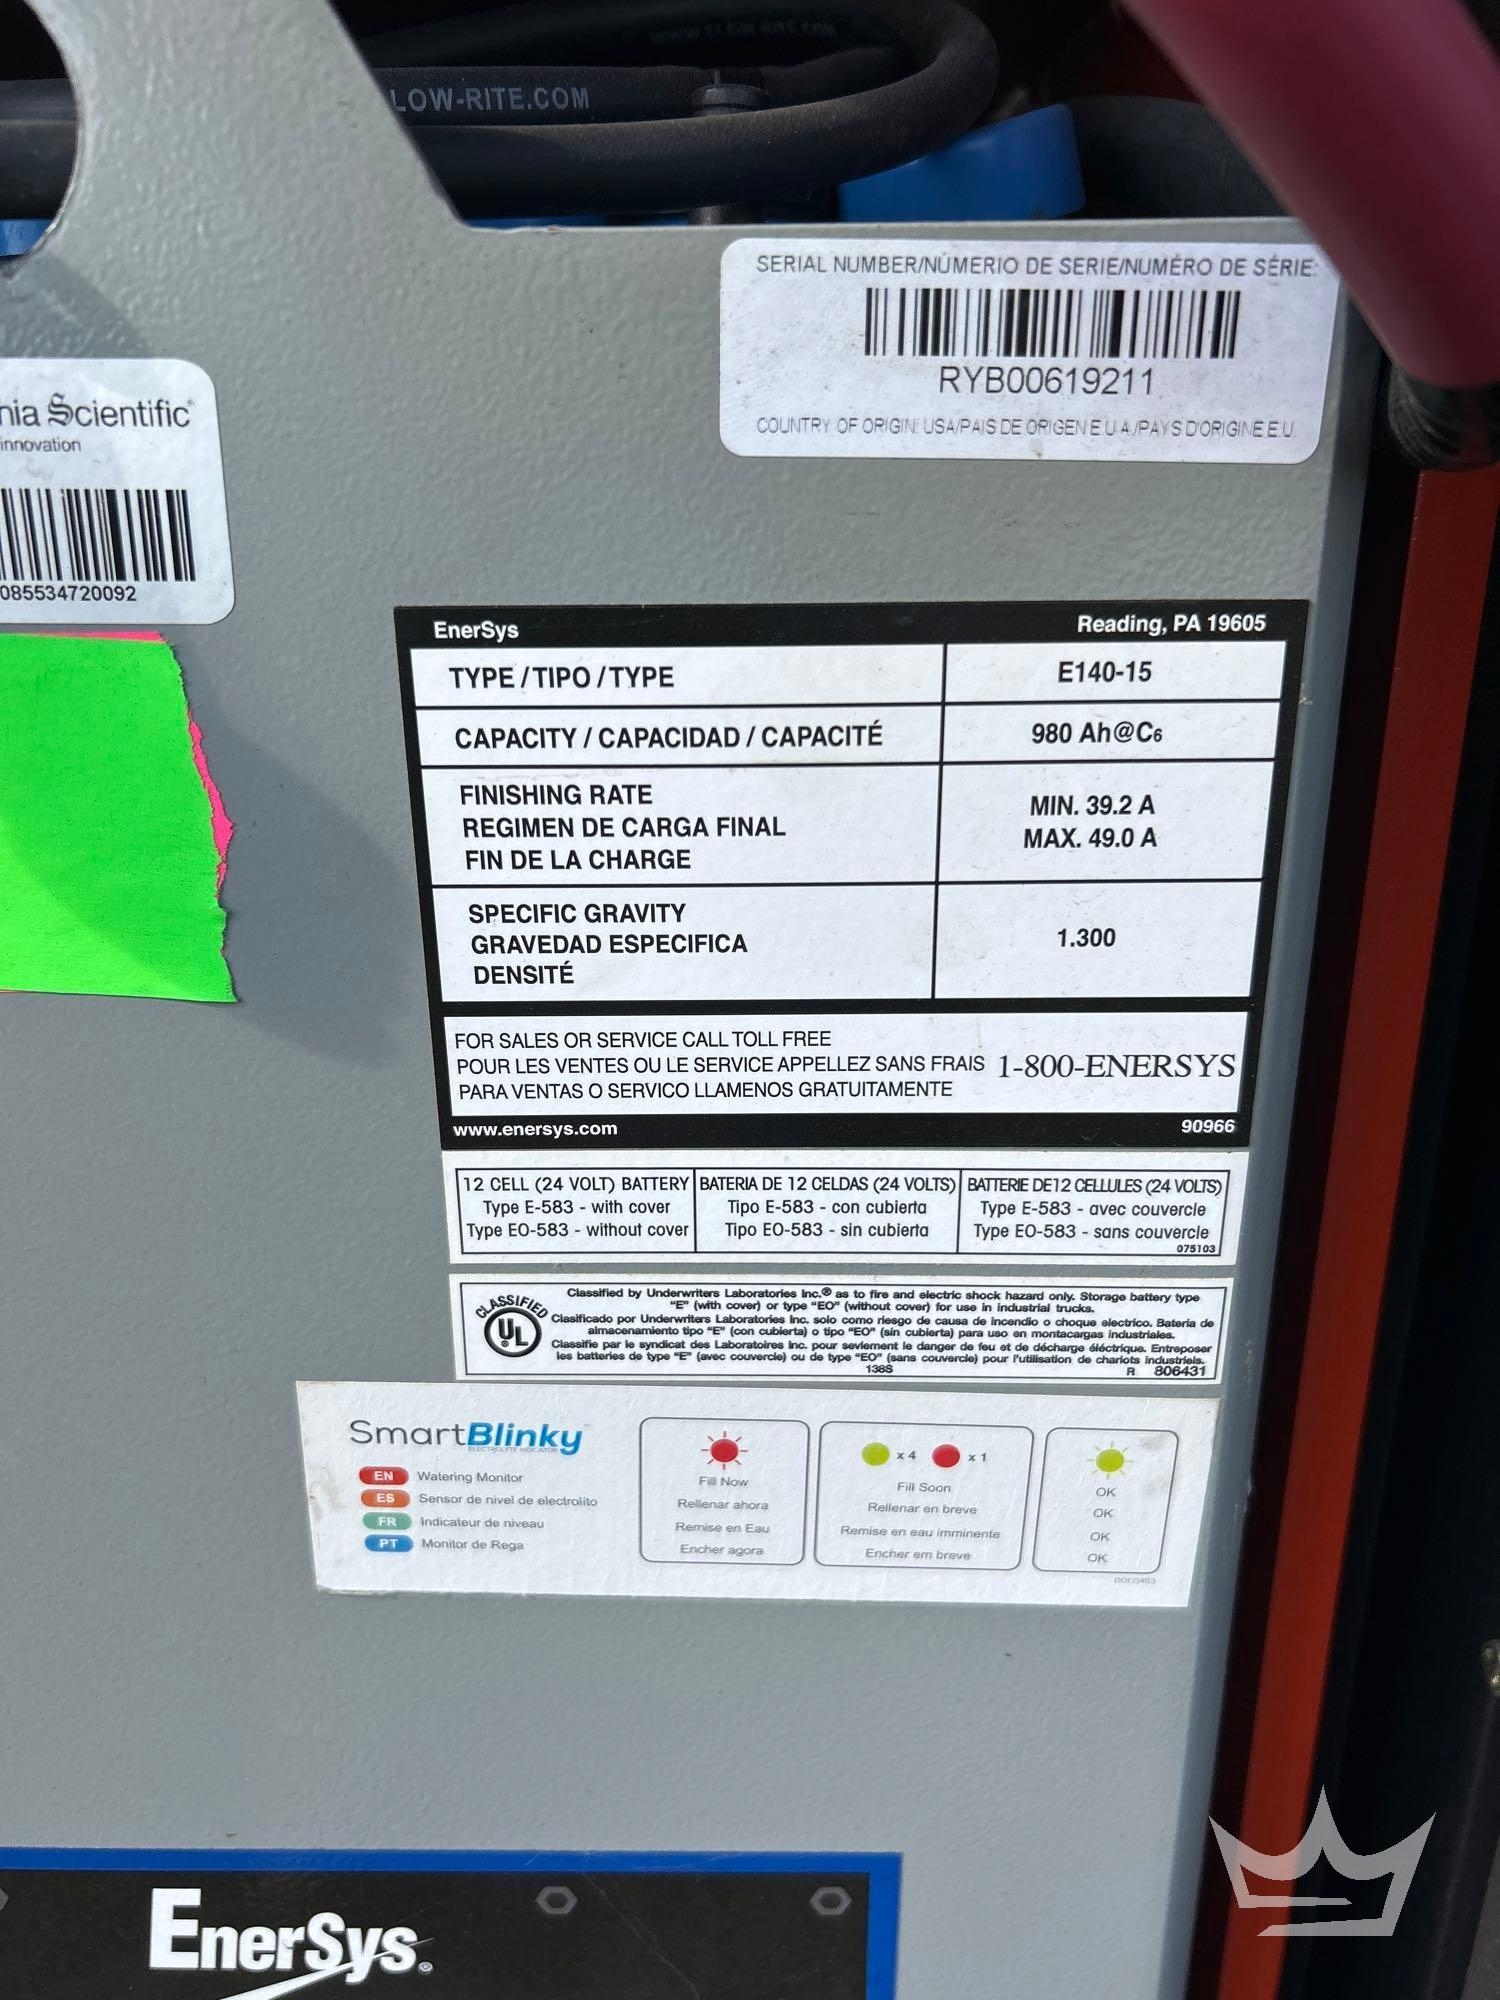 LOW-RITE.COM
SERIAL NUMBER/NÚMERIO DE SERIE/NUMÉRO DE SÉRIE:
RYB00619211
COUNTRY OF ORIGIN: USA/PAIS DE ORIGEN E.U.A./PAYS D'ORIGINE E.U.
nia Scientific
innovation
085534720092
EnerSys Reading, PA 19605
TYPE / TIPO / TYPE E140-15
CAPACITY / CAPACIDAD / CAPACITÉ 980 Ah@C6
FINISHING RATE
REGIMEN DE CARGA FINAL
FIN DE LA CHARGE
MIN. 39.2 A
MAX. 49.0 A
SPECIFIC GRAVITY
GRAVEDAD ESPECIFICA
DENSITÉ
1.300
FOR SALES OR SERVICE CALL TOLL FREE
POUR LES VENTES OU LE SERVICE APPELLEZ SANS FRAIS
PARA VENTAS O SERVICO LLAMENOS GRATUITAMENTE
1-800-ENERSYS
www.enersys.com 90966
12 CELL (24 VOLT) BATTERY
Type E-583 - with cover
Type EO-583 - without cover
BATERIA DE 12 CELDAS (24 VOLTS)
Tipo E-583 - con cubierta
Tipo EO-583 - sin cubierta
BATTERIE DE12 CELLULES (24 VOLTS)
Type E-583 - avec couvercle
Type EO-583 - sans couvercle
075103
CLASSIFIED
UL
Classified by Underwriters Laboratories Inc.® as to fire and electric shock hazard only. Storage battery type
"E" (with cover) or type "EO" (without cover) for use in industrial trucks.
Clasificado por Underwriters Laboratories Inc. solo como riesgo de causa de incendio o choque electrico. Bateria de
almacenamiento tipo "E" (con cubierta) o tipo "EO" (sin cubierta) para uso en montacargas industriales.
Classifie par le syndicat des Laboratoires Inc. pour sevlement le danger de feu et de décharge éléctrique. Entreposer
les batteries de type "E" (avec couvercle) ou de type "EO" (sans couvercle) pour l'utilisation de chariots industriels.
138S R 806431
SmartBlinky
ELECTROLYTE INDICATOR
EN Watering Monitor
ES Sensor de nivel de electrolito
FR Indicateur de niveau
PT Monitor de Rega
Fill Now
Rellenar ahora
Remise en Eau
Encher agora
x 4 x 1
Fill Soon
Rellenar en breve
Remise en eau imminente
Encher em breve
OK
OK
OK
OK
EnerSys®